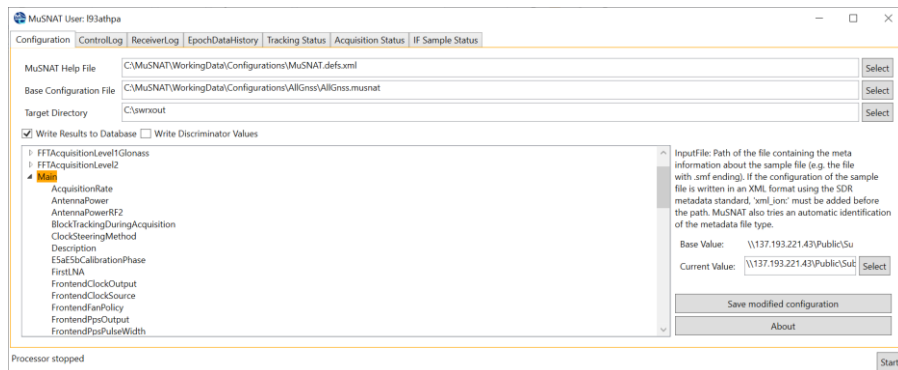 MuSNAT User: l93athpa
Configuration ControlLog ReceiverLog EpochDataHistory Tracking Status Acquisition Status IF Sample Status
MuSNAT Help File C:\MuSNAT\WorkingData\Configurations\MuSNAT.defs.xml Select
Base Configuration File C:\MuSNAT\WorkingData\Configurations\AllGnss\AllGnss.musnat Select
Target Directory C:\swrxout Select
Write Results to Database Write Discriminator Values
FFTAcquisitionLevel1Glonass
FFTAcquisitionLevel2
Main
AcquisitionRate
AntennaPower
AntennaPowerRF2
BlockTrackingDuringAcquisition
ClockSteeringMethod
Description
E5aE5bCalibrationPhase
FirstLNA
FrontendClockOutput
FrontendClockSource
FrontendFanPolicy
FrontendPpsOutput
FrontendPpsPulseWidth
InputFile: Path of the file containing the meta
information about the sample file (e.g. the file
with .smf ending). If the configuration of the sample
file is written in an XML format using the SDR
metadata standard, 'xml_ion:' must be added before
the path. MuSNAT also tries an automatic identification
of the metadata file type.
Base Value: \\137.193.221.43\Public\Su
Current Value: \\137.193.221.43\Public\Sub Select
Save modified configuration
About
Processor stopped Start